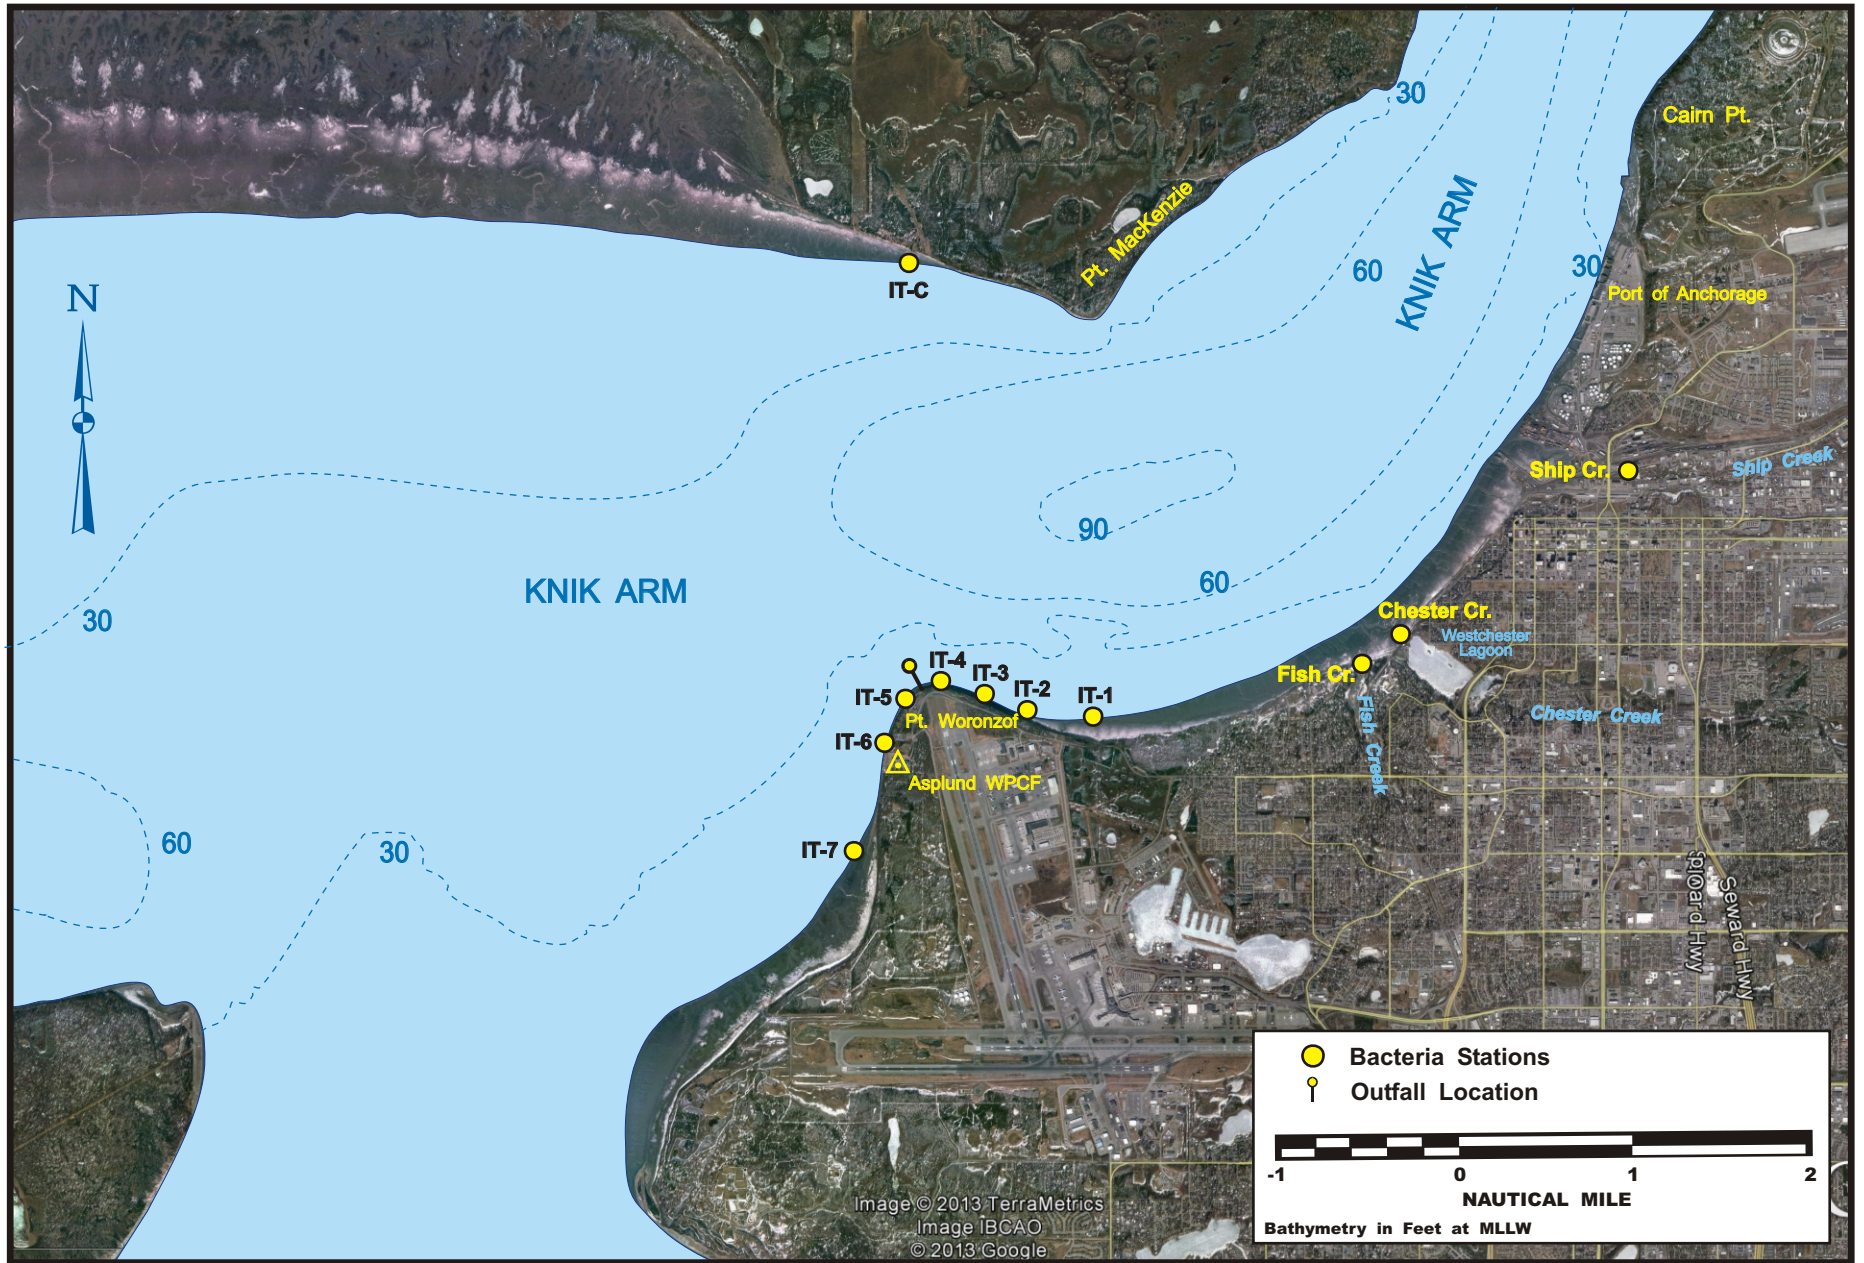 30
Cairn Pt.
Pt. MacKenzie
KNIK ARM
60
30
N
IT-C
Port of Anchorage
Ship Cr.
Ship Creek
90
60
KNIK ARM
30
Chester Cr.
Westchester
Lagoon
Fish Cr.
IT-4
IT-3
IT-2
IT-1
IT-5
Pt. Woronzof
Fish Creek
Chester Creek
IT-6
Asplund WPCF
60
30
IT-7
Seward Hwy
Bacteria Stations
Outfall Location
-1 0 1 2
NAUTICAL MILE
Bathymetry in Feet at MLLW
Image © 2013 TerraMetrics
Image IBCAO
© 2013 Google